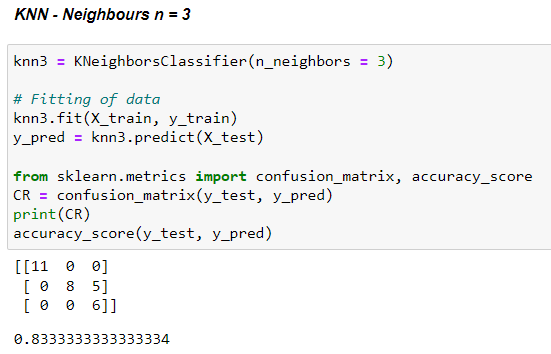 KNN - Neighbours n = 3
knn3 = KNeighborsClassifier(n_neighbors = 3)
# Fitting of data
knn3.fit(X_train, y_train)
y_pred = knn3.predict(X_test)
from sklearn.metrics import confusion_matrix, accuracy_score
CR = confusion_matrix(y_test, y_pred)
print(CR)
accuracy_score(y_test, y_pred)
[[11  0  0]
 [ 0  8  5]
 [ 0  0  6]]
0.8333333333333334